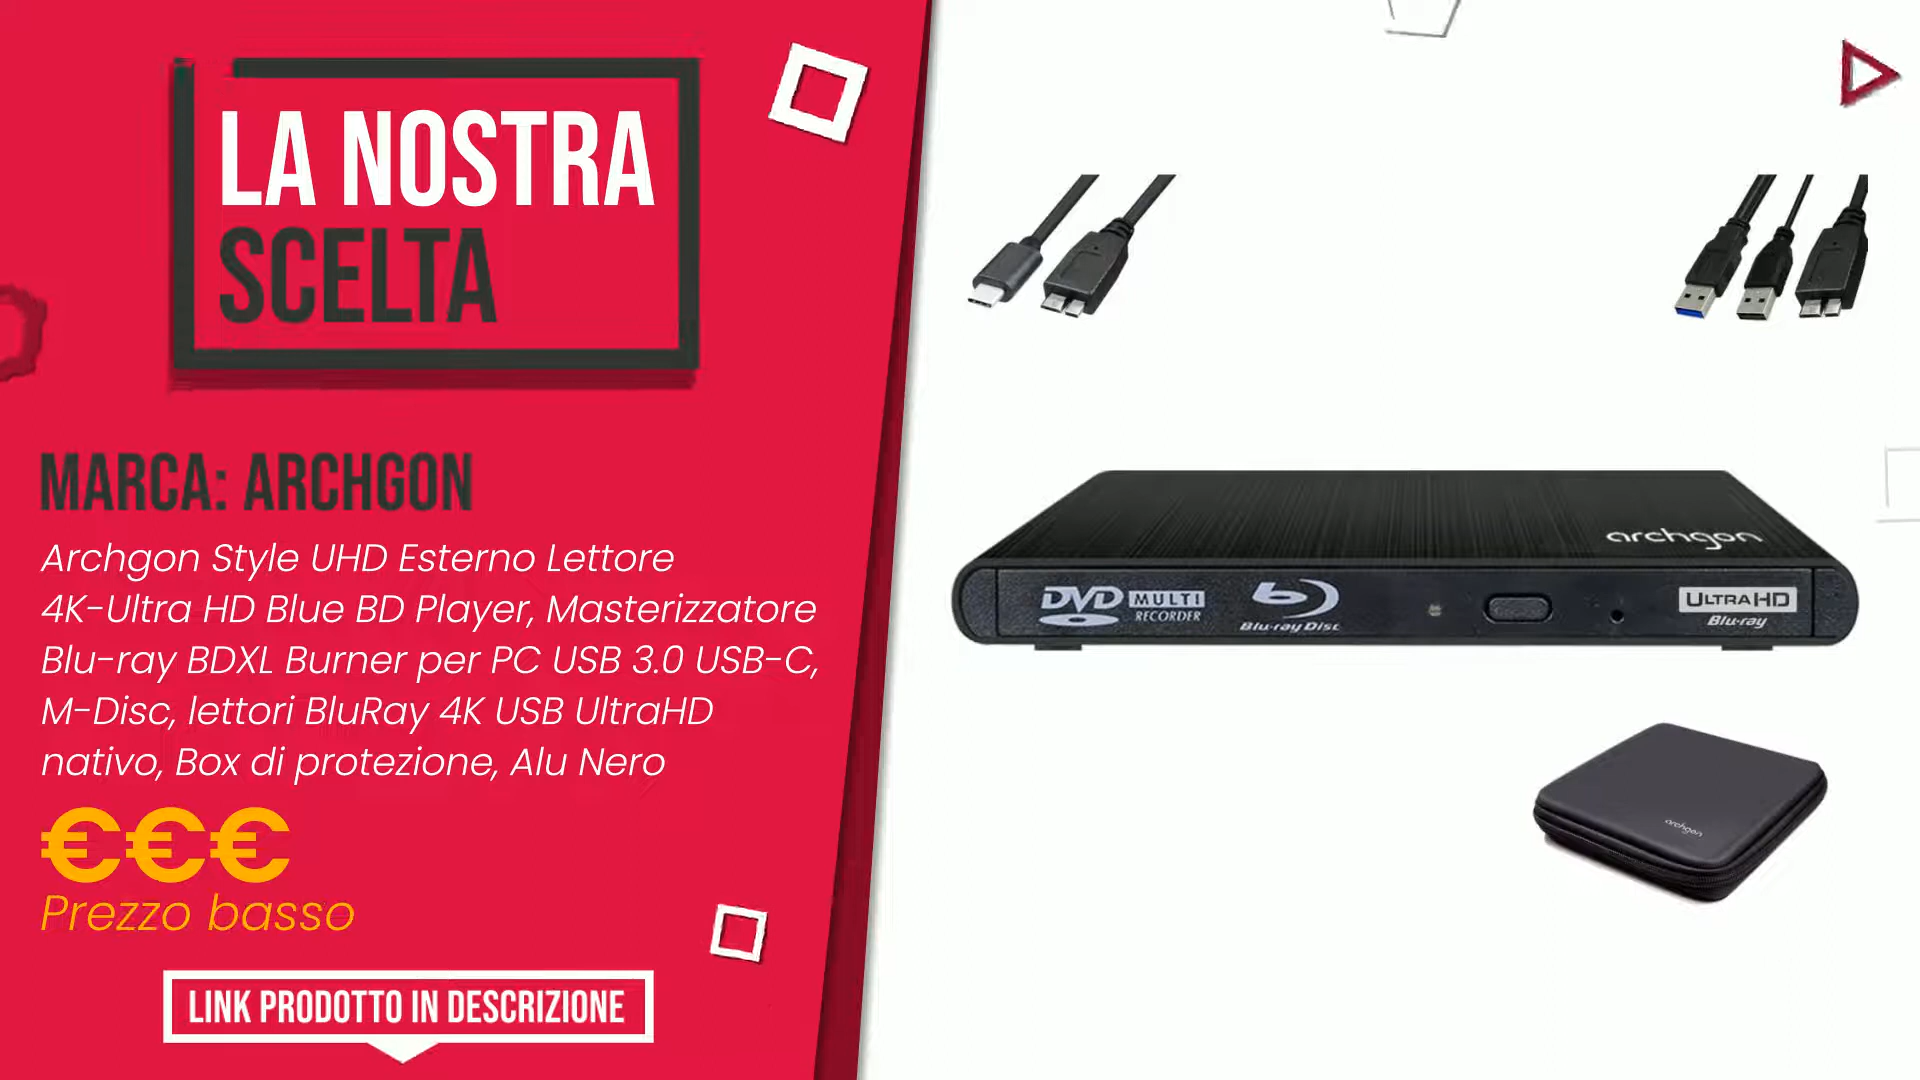 LA NOSTRA
SCELTA
MARCA: ARCHGON
Archgon Style UHD Esterno Lettore
4K-Ultra HD Blue BD Player, Masterizzatore
Blu-ray BDXL Burner per PC USB 3.0 USB-C,
M-Disc, lettori BluRay 4K USB UltraHD
nativo, Box di protezione, Alu Nero
€€€
Prezzo basso
LINK PRODOTTO IN DESCRIZIONE
archgon
DVD MULTI RECORDER
Blu-ray Disc
ULTRA HD
Blu-ray
archgon